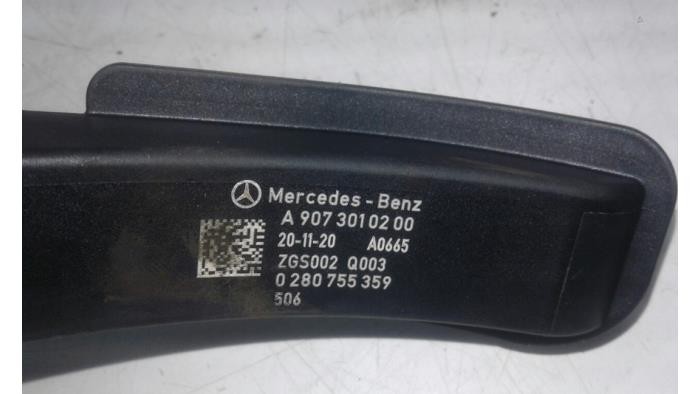 Mercedes-Benz
A 907 301 02 00
20-11-20 A0665
ZGS002 Q003
0 280 755 359
506